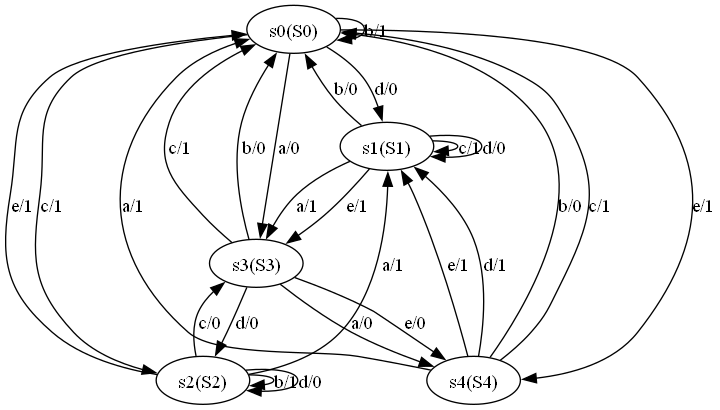 s0(S0)
b/1
b/0
d/0
s1(S1)
c/1
d/0
c/1
b/0
a/0
e/1
c/1
a/1
a/1
e/1
b/0
c/1
e/1
s3(S3)
a/1
e/1
d/1
c/0
d/0
a/0
e/0
s2(S2)
b/1
d/0
s4(S4)